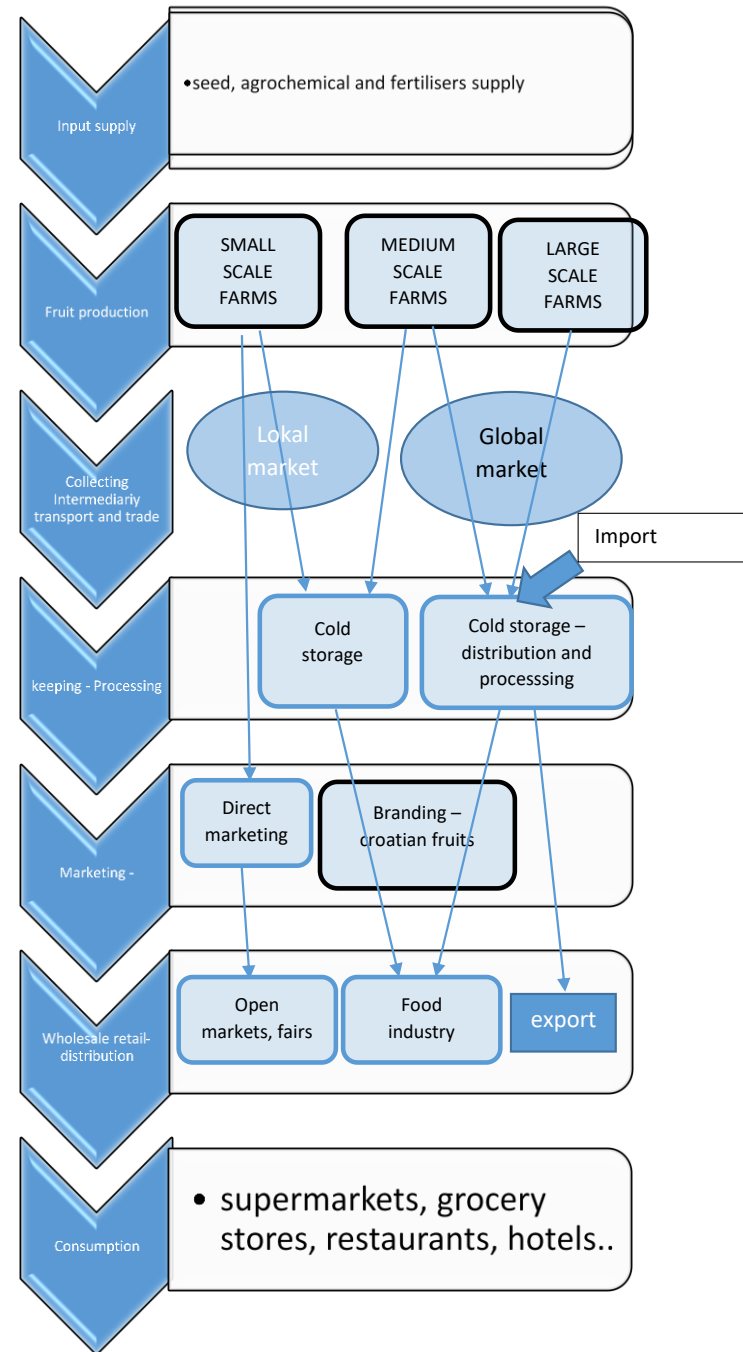 Input supply
•seed, agrochemical and fertilisers supply
Fruit production
SMALL
SCALE
FARMS
MEDIUM
SCALE
FARMS
LARGE
SCALE
FARMS
Collecting
Intermediarly
transport and trade
Lokal
market
Global
market
Import
keeping - Processing
Cold
storage
Cold storage –
distribution and
processsing
Marketing -
Direct
marketing
Branding –
croatian fruits
Wholesale retail-
distribution
Open
markets, fairs
Food
industry
export
Consumption
• supermarkets, grocery
stores, restaurants, hotels..